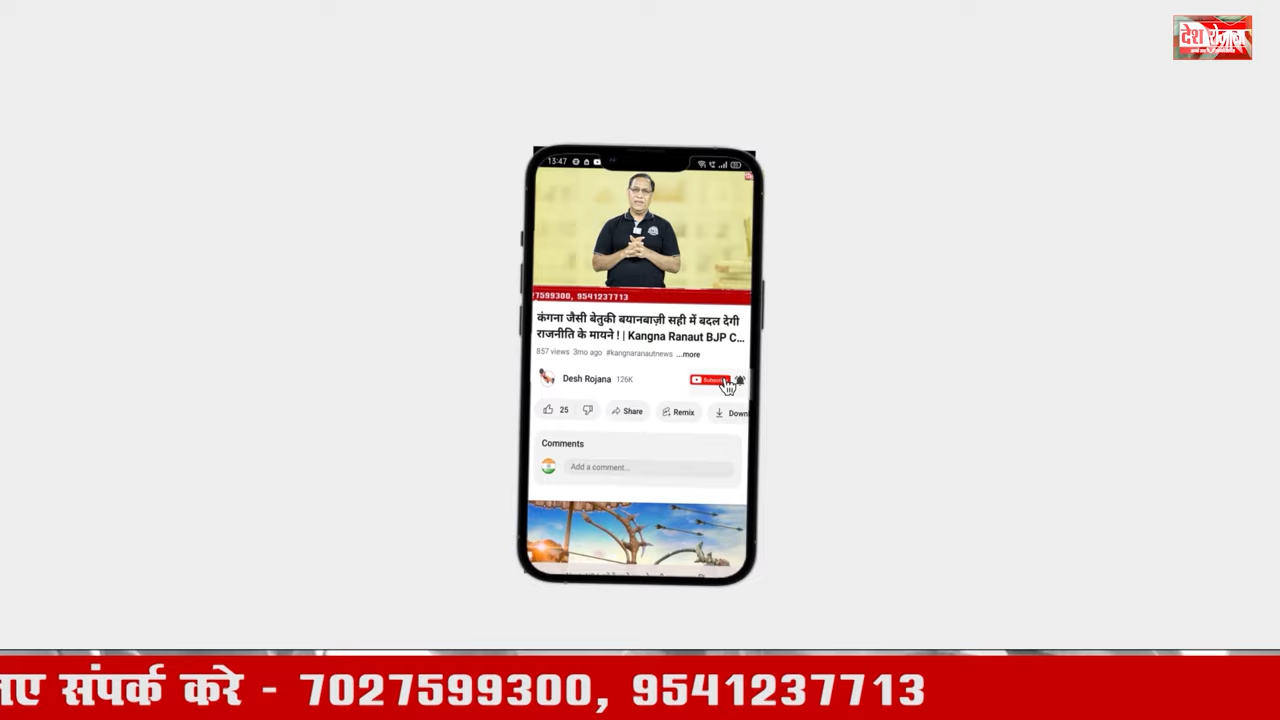 देश रोजाना
13:47
7599300, 9541237713
कंगना जैसी बेतुकी बयानबाज़ी सही में बदल देगी
राजनीति के मायने ! | Kangna Ranaut BJP C...
857 views 3mo ago #kangnaranautnews ...more
Desh Rojana 126K
25 Share Remix Down
Comments
Add a comment...
संपर्क करे - 7027599300, 9541237713